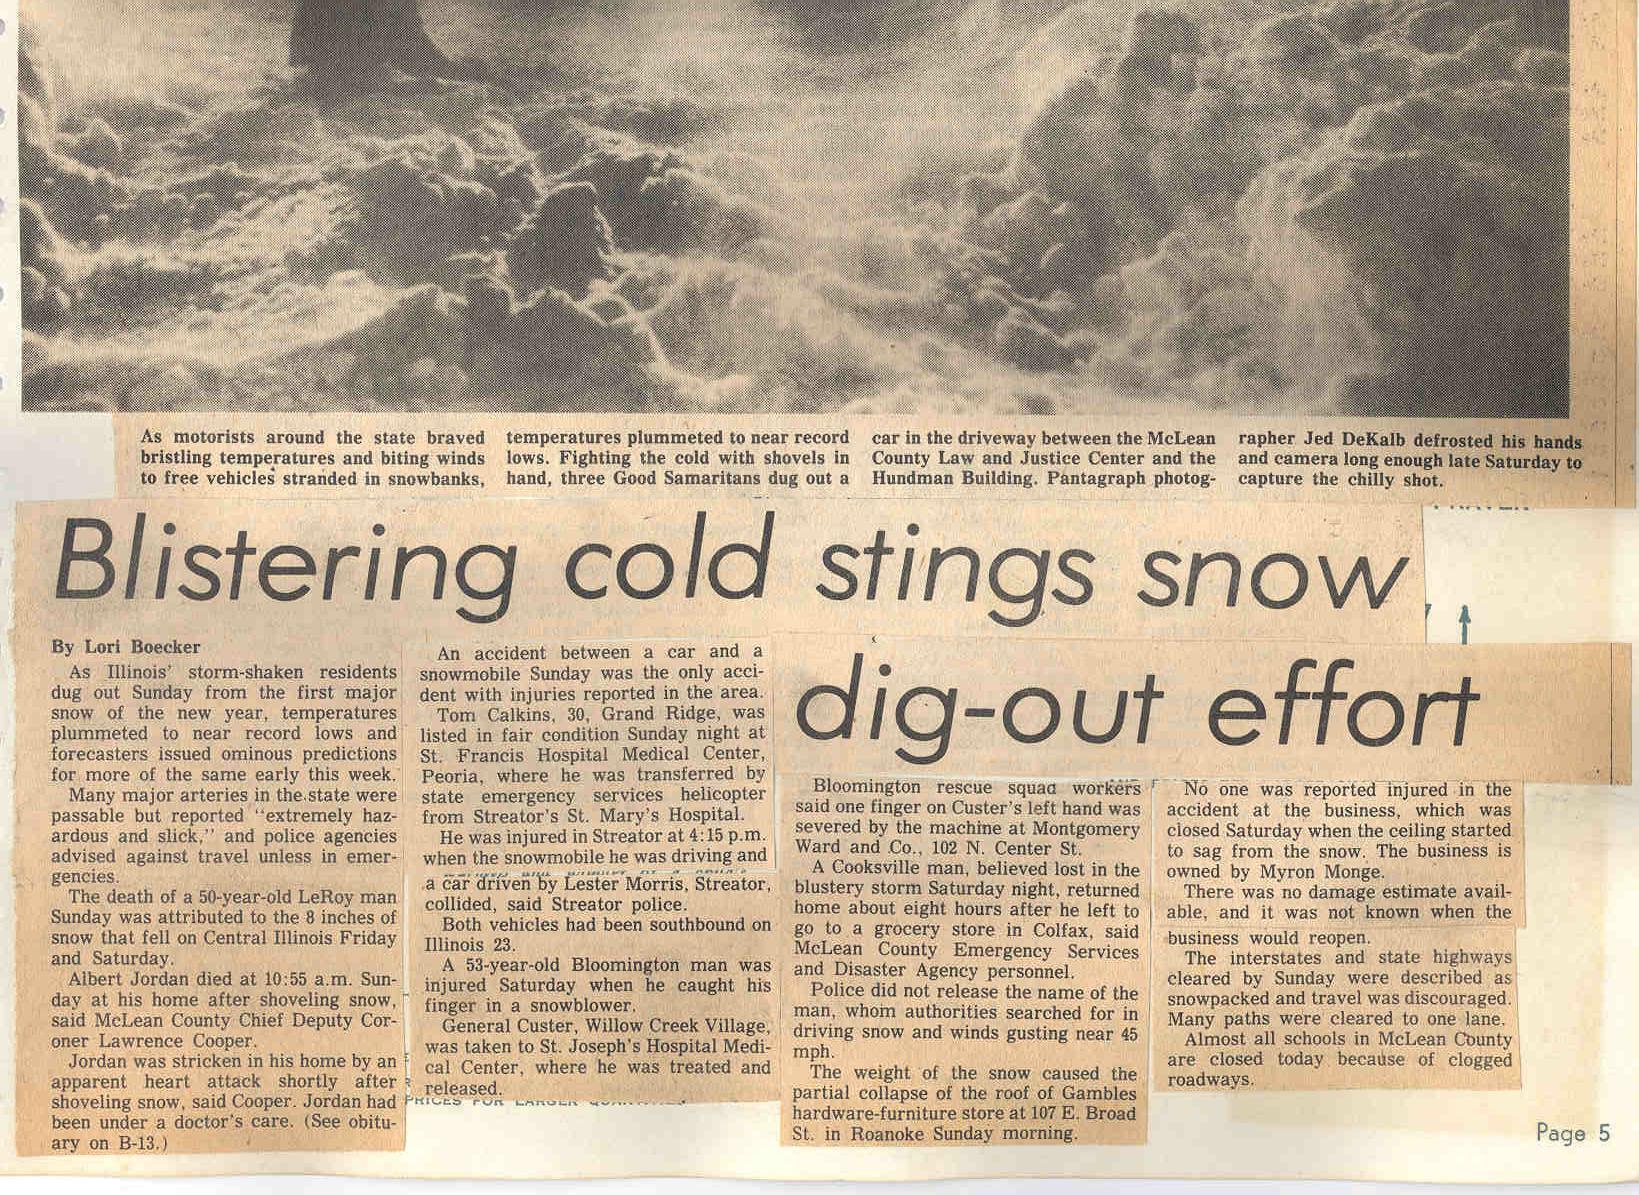 As motorists around the state braved
bristling temperatures and biting winds
to free vehicles stranded in snowbanks,
temperatures plummeted to near record
lows. Fighting the cold with shovels in
hand, three Good Samaritans dug out a
car in the driveway between the McLean
County Law and Justice Center and the
Hundman Building. Pantagraph photog-
rapher Jed DeKalb defrosted his hands
and camera long enough late Saturday to
capture the chilly shot.
Blistering cold stings snow
dig-out effort
By Lori Boecker
As Illinois' storm-shaken residents
dug out Sunday from the first major
snow of the new year, temperatures
plummeted to near record lows and
forecasters issued ominous predictions
for more of the same early this week.
Many major arteries in the state were
passable but reported "extremely haz-
ardous and slick," and police agencies
advised against travel unless in emer-
gencies.
The death of a 50-year-old LeRoy man
Sunday was attributed to the 8 inches of
snow that fell on Central Illinois Friday
and Saturday.
Albert Jordan died at 10:55 a.m. Sun-
day at his home after shoveling snow,
said McLean County Chief Deputy Cor-
oner Lawrence Cooper.
Jordan was stricken in his home by an
apparent heart attack shortly after
shoveling snow, said Cooper. Jordan had
been under a doctor's care. (See obitu-
ary on B-13.)
An accident between a car and a
snowmobile Sunday was the only acci-
dent with injuries reported in the area.
Tom Calkins, 30, Grand Ridge, was
listed in fair condition Sunday night at
St. Francis Hospital Medical Center,
Peoria, where he was transferred by
state emergency services helicopter
from Streator's St. Mary's Hospital.
He was injured in Streator at 4:15 p.m.
when the snowmobile he was driving and
a car driven by Lester Morris, Streator,
collided, said Streator police.
Both vehicles had been southbound on
Illinois 23.
A 53-year-old Bloomington man was
injured Saturday when he caught his
finger in a snowblower.
General Custer, Willow Creek Village,
was taken to St. Joseph's Hospital Medi-
cal Center, where he was treated and
released.
PRICES FOR LARGER
Bloomington rescue squad workers
said one finger on Custer's left hand was
severed by the machine at Montgomery
Ward and Co., 102 N. Center St.
A Cooksville man, believed lost in the
blustery storm Saturday night, returned
home about eight hours after he left to
go to a grocery store in Colfax, said
McLean County Emergency Services
and Disaster Agency personnel.
Police did not release the name of the
man, whom authorities searched for in
driving snow and winds gusting near 45
mph.
The weight of the snow caused the
partial collapse of the roof of Gambles
hardware-furniture store at 107 E. Broad
St. in Roanoke Sunday morning.
No one was reported injured in the
accident at the business, which was
closed Saturday when the ceiling started
to sag from the snow. The business is
owned by Myron Monge.
There was no damage estimate avail-
able, and it was not known when the
business would reopen.
The interstates and state highways
cleared by Sunday were described as
snowpacked and travel was discouraged.
Many paths were cleared to one lane.
Almost all schools in McLean County
are closed today because of clogged
roadways.
Page 5